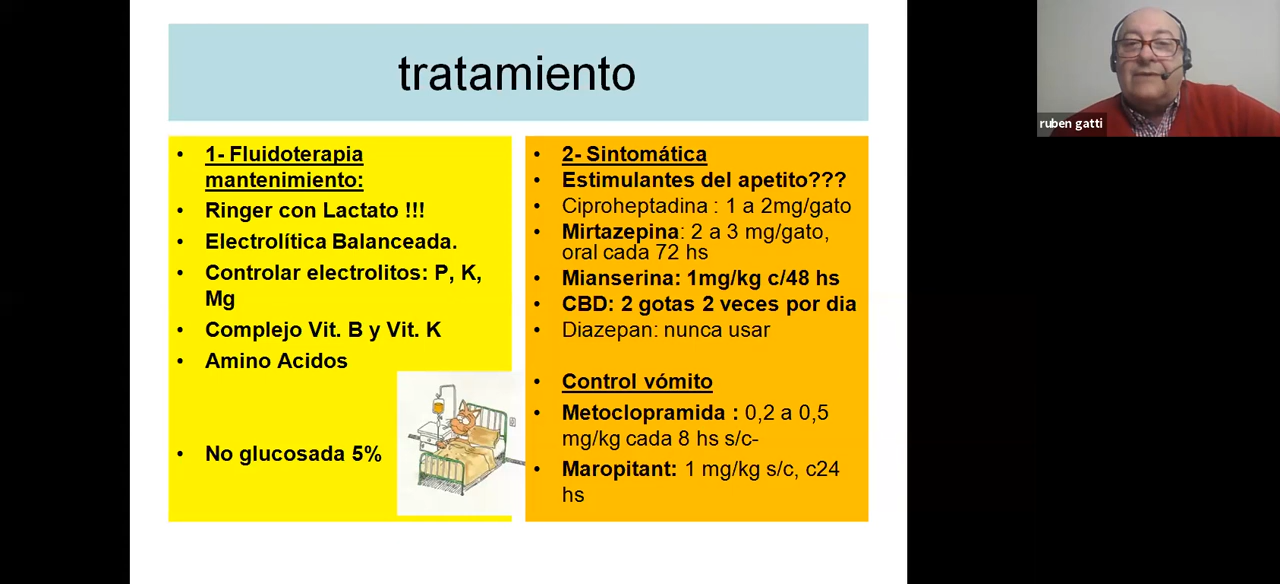 tratamiento
1- Fluidoterapia
mantenimiento:
Ringer con Lactato !!!
Electrolítica Balanceada.
Controlar electrolitos: P, K,
Mg
Complejo Vit. B y Vit. K
Amino Acidos
No glucosada 5%
2- Sintomática
Estimulantes del apetito???
Ciproheptadina : 1 a 2mg/gato
Mirtazepina: 2 a 3 mg/gato,
oral cada 72 hs
Mianserina: 1mg/kg c/48 hs
CBD: 2 gotas 2 veces por dia
Diazepan: nunca usar
Control vómito
Metoclopramida : 0,2 a 0,5
mg/kg cada 8 hs s/c-
Maropitant: 1 mg/kg s/c, c24
hs
ruben gatti